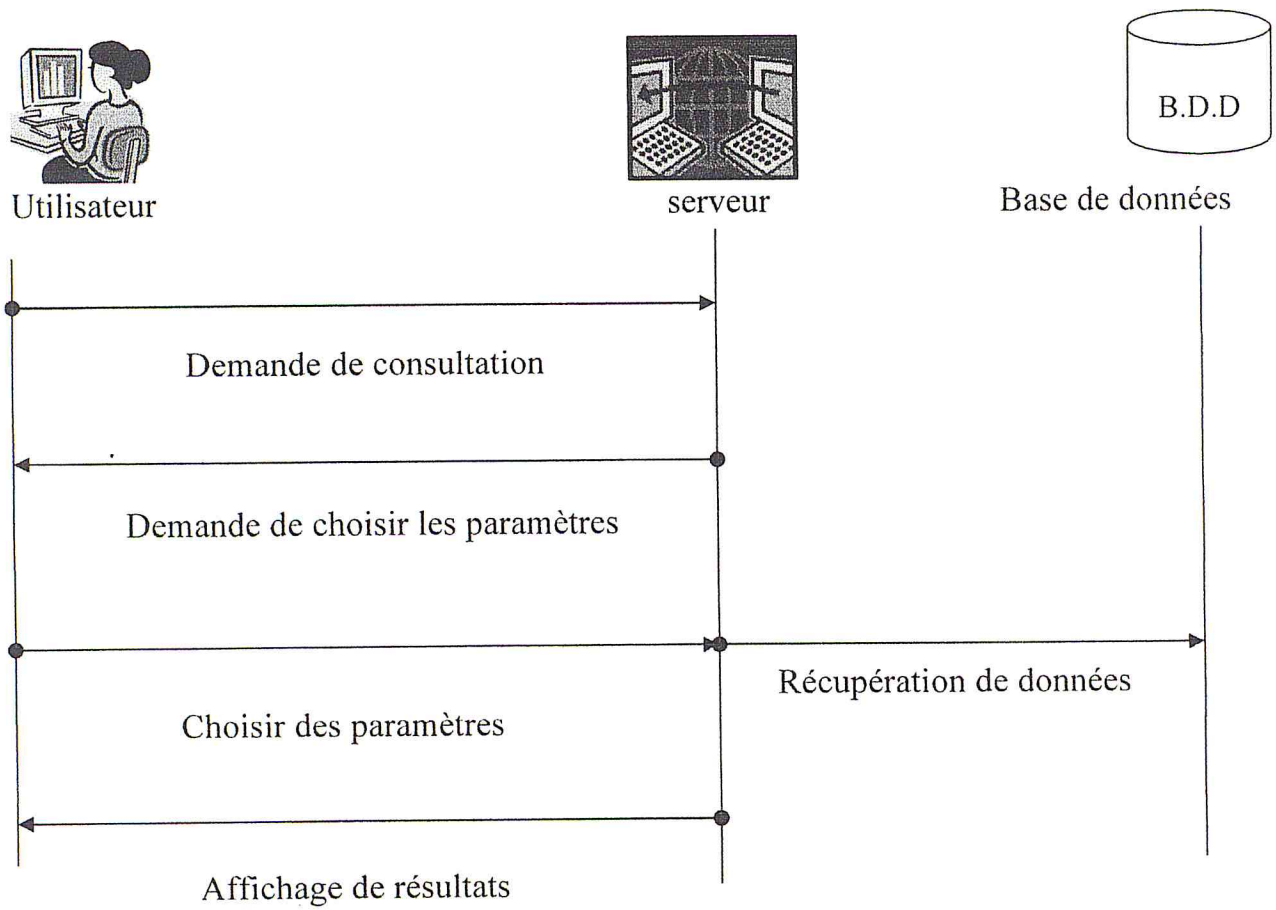 B.D.D
Utilisateur
serveur
Base de données
Demande de consultation
Demande de choisir les paramètres
Récupération de données
Choisir des paramètres
Affichage de résultats